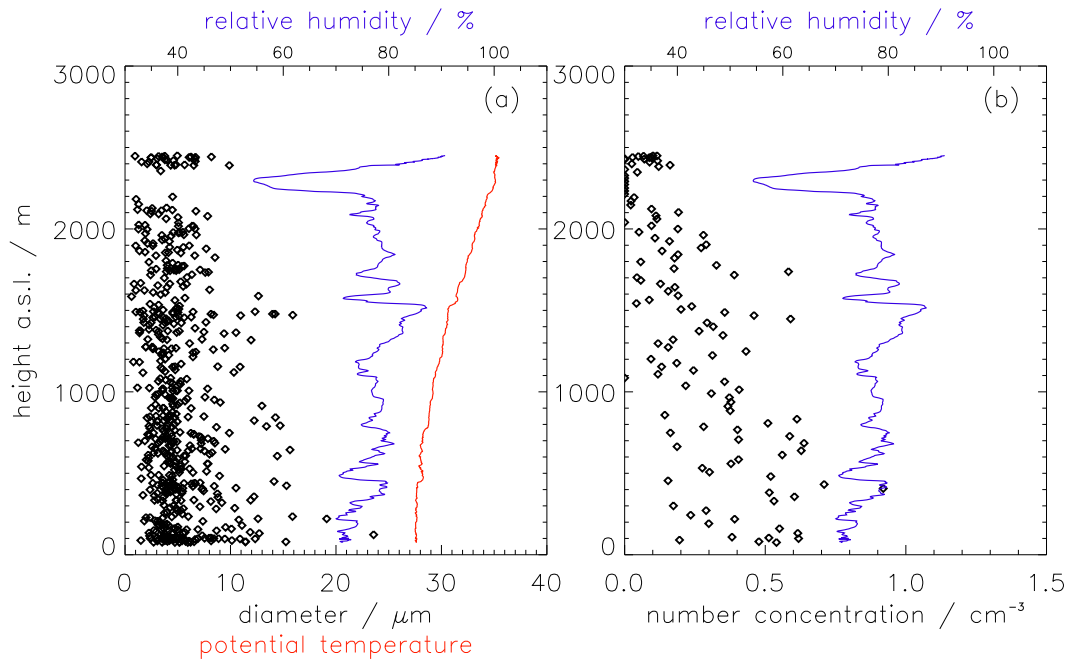 relative humidity / %
relative humidity / %
40 60 80 100
40 60 80 100
3000
(a)
3000
(b)
2000
2000
height a.s.l. / m
1000
1000
0
0
0 10 20 30 40
0.0 0.5 1.0 1.5
diameter / μm
number concentration / cm⁻³
potential temperature